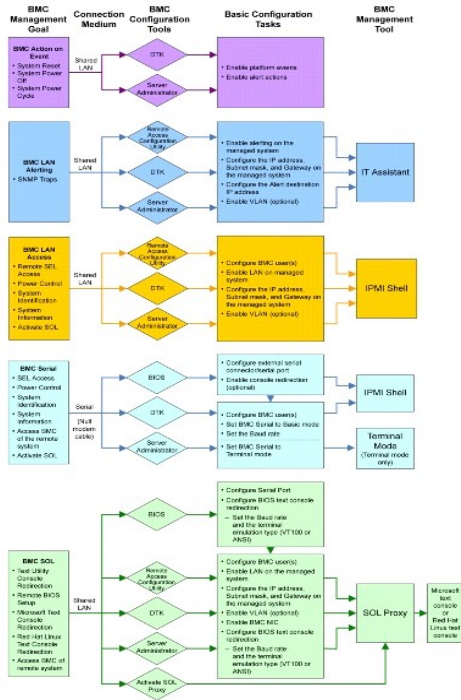 BMC
Management
Goal
Connection
Medium
BMC
Configuration
Tools
Basic Configuration
Tasks
BMC
Management
Tool
BMC Action on
Event
• System Reset
• System Power
Off
• System Power
Cycle
Shared
LAN
DTK
Server
Administrator
• Enable platform events
• Enable alert actions
BMC LAN
Alerting
• SNMP Traps
Shared
LAN
Remote
Access
Configuration
Utility
DTK
Server
Administrator
• Enable alerting on the
managed system
• Configure the IP address,
Subnet mask, and Gateway on
the managed system
• Configure the Alert destination
IP address
• Enable VLAN (optional)
IT Assistant
BMC LAN
Access
• Remote SEL
Access
• Power Control
• System
Identification
• System
Information
• Activate SOL
Shared
LAN
Remote
Access
Configuration
Utility
DTK
Server
Administrator
• Configure BMC user(s)
• Enable LAN on managed
system
• Configure the IP address,
Subnet mask, and Gateway on
the managed system
• Enable VLAN (optional)
IPMI Shell
BMC Serial
• SEL Access
• Power Control
• System
identification
• System
information
• Access BMC
of the remote
system
• Activate SOL
Serial
(Null
modem
cable)
BIOS
DTK
Server
Administrator
• Configure external serial
connector/serial port
• Enable console redirection
(optional)
• Configure BMC user(s)
• Set BMC Serial to Basic mode
• Set the Baud rate
• Set BMC Serial to
Terminal mode
IPMI Shell
Terminal
Mode
(Terminal mode
only)
BMC SOL
• Text Utility
Console
Redirection
• Remote BIOS
Setup
• Microsoft Text
Console
Redirection
• Red Hat Linux
Text Console
Redirection
• Access BMC of
remote system
Shared
LAN
BIOS
Remote
Access
Configuration
Utility
DTK
Server
Administrator
Activate SOL
Proxy
• Configure Serial Port
• Configure BIOS text console
redirection
– Set the Baud rate
and the terminal
emulation type (VT100 or
ANSI)
• Configure BMC user(s)
• Enable LAN on the managed
system
• Configure the IP address,
Subnet mask, and Gateway on
the managed system
• Enable VLAN (optional)
• Enable BMC NIC
• Configure BIOS text console
redirection
– Set the Baud rate
and the terminal
emulation type (VT100 or
ANSI)
SOL Proxy
Microsoft
text
console
or Red
Hat
Linux text
console